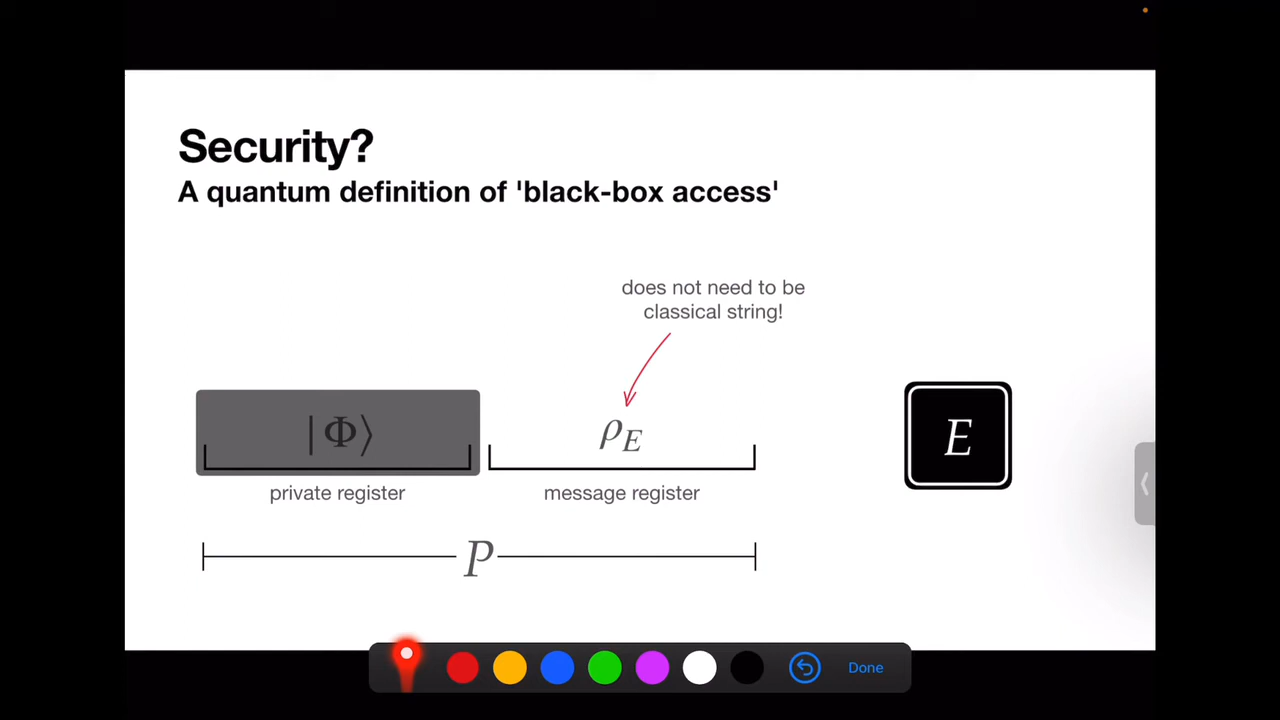 Security?
A quantum definition of 'black-box access'
does not need to be
classical string!
|Φ⟩
ρ_E
E
private register
message register
P
Done